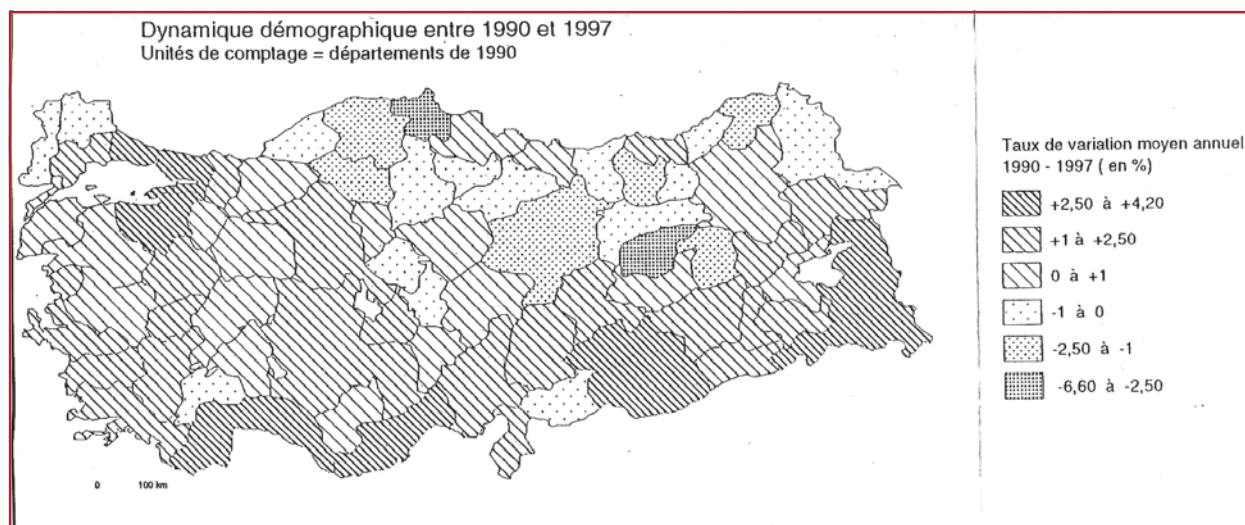 Dynamique démographique entre 1990 et 1997
Unités de comptage = départements de 1990
Taux de variation moyen annuel
1990 - 1997 ( en %)
+2,50 à +4,20
+1 à +2,50
0 à +1
-1 à 0
-2,50 à -1
-6,60 à -2,50
0 100 km